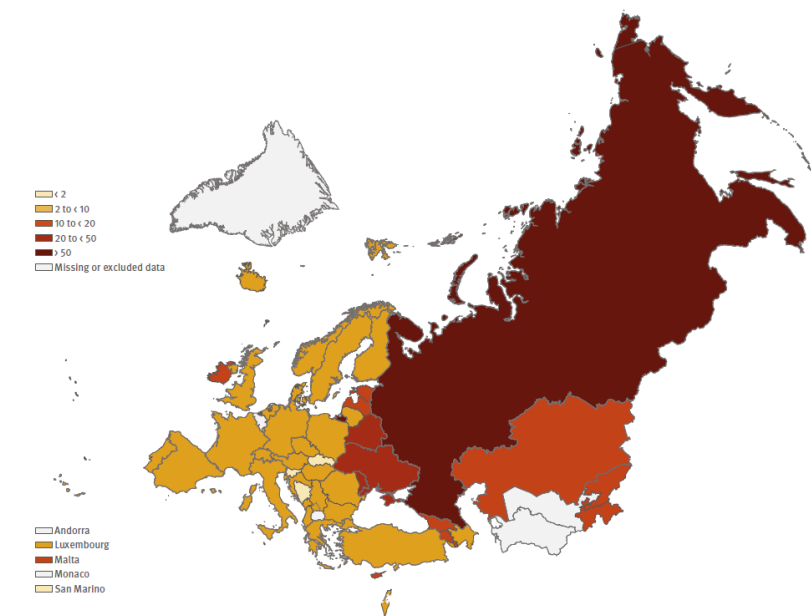 < 2
2 to < 10
10 to < 20
20 to < 50
> 50
Missing or excluded data
Andorra
Luxembourg
Malta
Monaco
San Marino